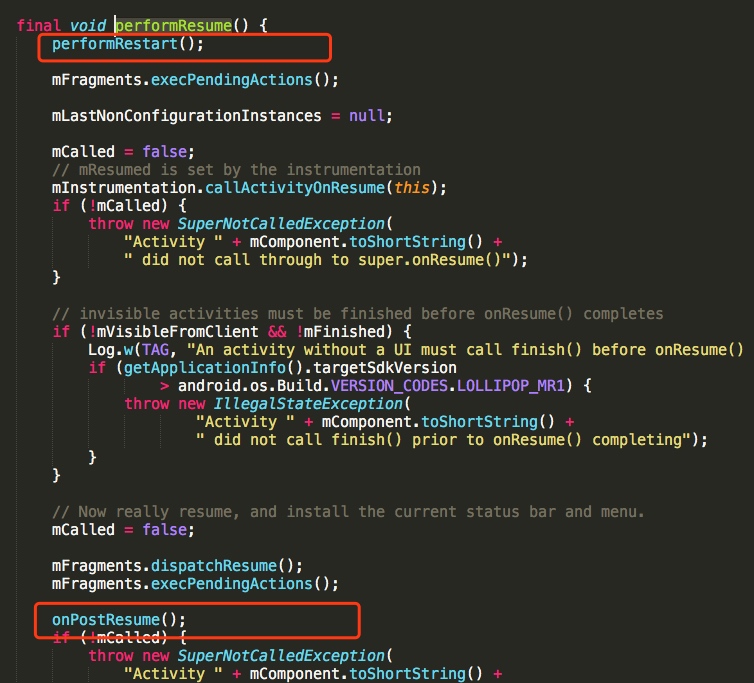 final void performResume() {
performRestart();
mFragments.execPendingActions();
mLastNonConfigurationInstances = null;
mCalled = false;
// mResumed is set by the instrumentation
mInstrumentation.callActivityOnResume(this);
if (!mCalled) {
throw new SuperNotCalledException(
"Activity " + mComponent.toShortString() +
" did not call through to super.onResume()");
}
// invisible activities must be finished before onResume() completes
if (!mVisibleFromClient && !mFinished) {
Log.w(TAG, "An activity without a UI must call finish() before onResume()
if (getApplicationInfo().targetSdkVersion
> android.os.Build.VERSION_CODES.LOLLIPOP_MR1) {
throw new IllegalStateException(
"Activity " + mComponent.toShortString() +
" did not call finish() prior to onResume() completing");
}
}
// Now really resume, and install the current status bar and menu.
mCalled = false;
mFragments.dispatchResume();
mFragments.execPendingActions();
onPostResume();
if (!mCalled) {
throw new SuperNotCalledException(
"Activity " + mComponent.toShortString() +